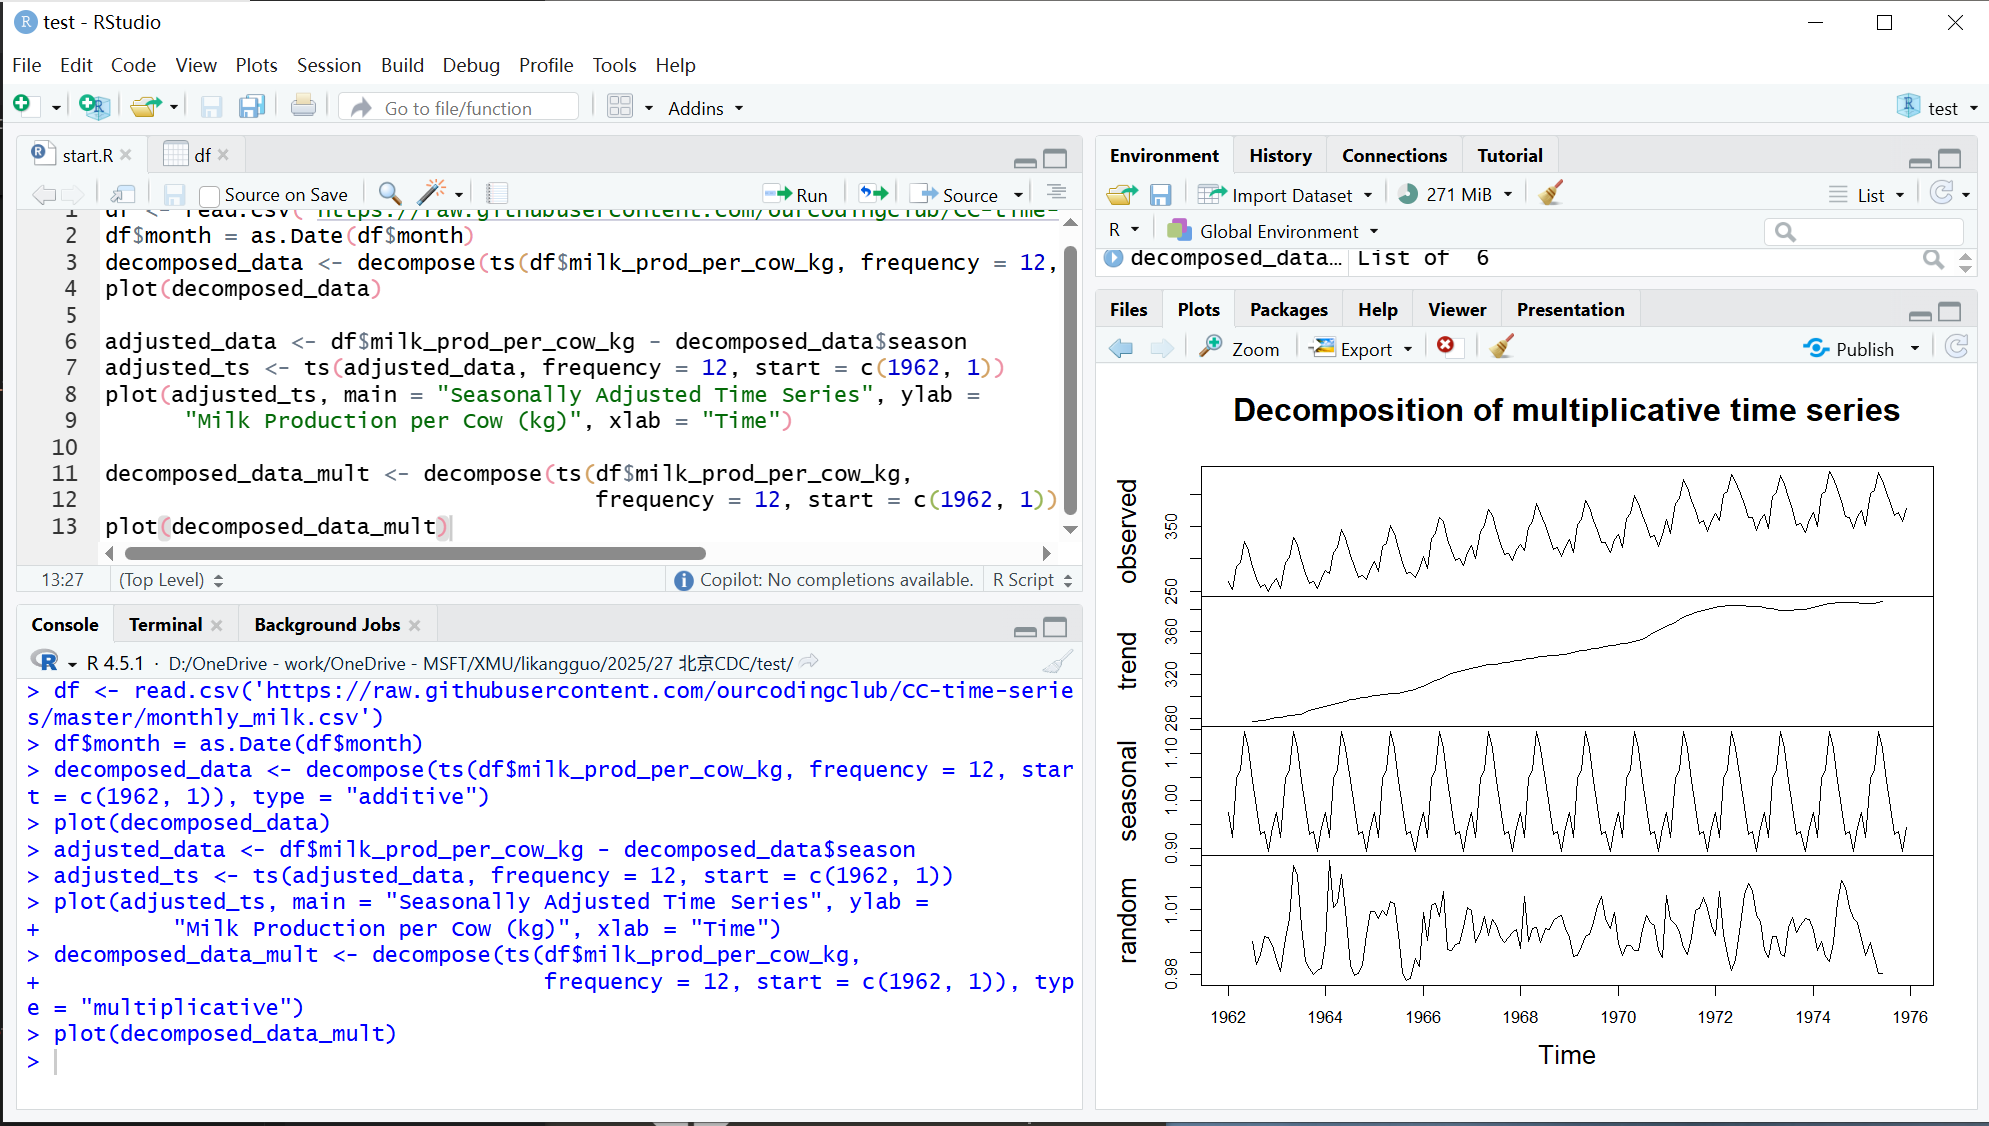 test - RStudio
File Edit Code View Plots Session Build Debug Profile Tools Help
Go to file/function Addins test
start.R df
Source on Save Run Source
1 df <- read.csv('https://raw.githubusercontent.com/ourcodingclub/CC-time-
2 df$month = as.Date(df$month)
3 decomposed_data <- decompose(ts(df$milk_prod_per_cow_kg, frequency = 12,
4 plot(decomposed_data)
5
6 adjusted_data <- df$milk_prod_per_cow_kg - decomposed_data$season
7 adjusted_ts <- ts(adjusted_data, frequency = 12, start = c(1962, 1))
8 plot(adjusted_ts, main = "Seasonally Adjusted Time Series", ylab =
9 "Milk Production per Cow (kg)", xlab = "Time")
10
11 decomposed_data_mult <- decompose(ts(df$milk_prod_per_cow_kg,
12 frequency = 12, start = c(1962, 1))
13 plot(decomposed_data_mult)
13:27 (Top Level) Copilot: No completions available. R Script
Console Terminal Background Jobs
R 4.5.1 · D:/OneDrive - work/OneDrive - MSFT/XMU/likangguo/2025/27 北京CDC/test/
> df <- read.csv('https://raw.githubusercontent.com/ourcodingclub/CC-time-serie
s/master/monthly_milk.csv')
> df$month = as.Date(df$month)
> decomposed_data <- decompose(ts(df$milk_prod_per_cow_kg, frequency = 12, star
t = c(1962, 1)), type = "additive")
> plot(decomposed_data)
> adjusted_data <- df$milk_prod_per_cow_kg - decomposed_data$season
> adjusted_ts <- ts(adjusted_data, frequency = 12, start = c(1962, 1))
> plot(adjusted_ts, main = "Seasonally Adjusted Time Series", ylab =
+ "Milk Production per Cow (kg)", xlab = "Time")
> decomposed_data_mult <- decompose(ts(df$milk_prod_per_cow_kg,
+ frequency = 12, start = c(1962, 1)), typ
e = "multiplicative")
> plot(decomposed_data_mult)
>
Environment History Connections Tutorial
Import Dataset 271 MiB List
R Global Environment
decomposed_data... List of 6
Files Plots Packages Help Viewer Presentation
Zoom Export Publish
Decomposition of multiplicative time series
observed
350
250
trend
360
320
280
seasonal
1.10
1.00
0.90
random
1.01
0.98
1962 1964 1966 1968 1970 1972 1974 1976
Time